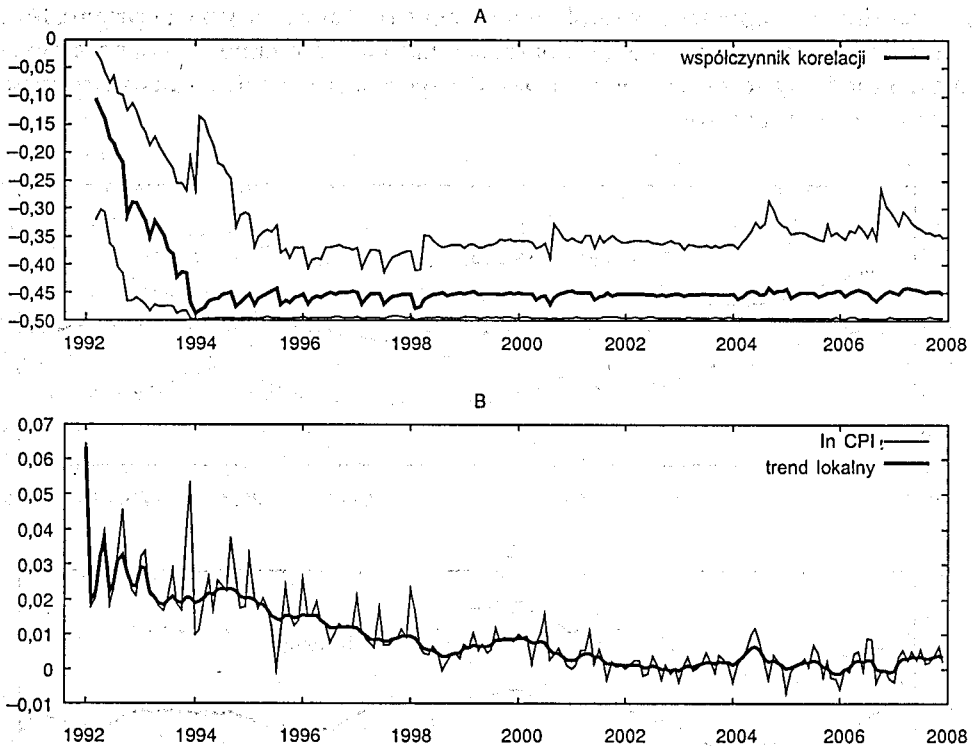 A
0
−0,05
−0,10
−0,15
−0,20
−0,25
−0,30
−0,35
−0,40
−0,45
−0,50
współczynnik korelacji
1992 1994 1996 1998 2000 2002 2004 2006 2008
B
0,07
0,06
0,05
0,04
0,03
0,02
0,01
0
−0,01
ln CPI
trend lokalny
1992 1994 1996 1998 2000 2002 2004 2006 2008